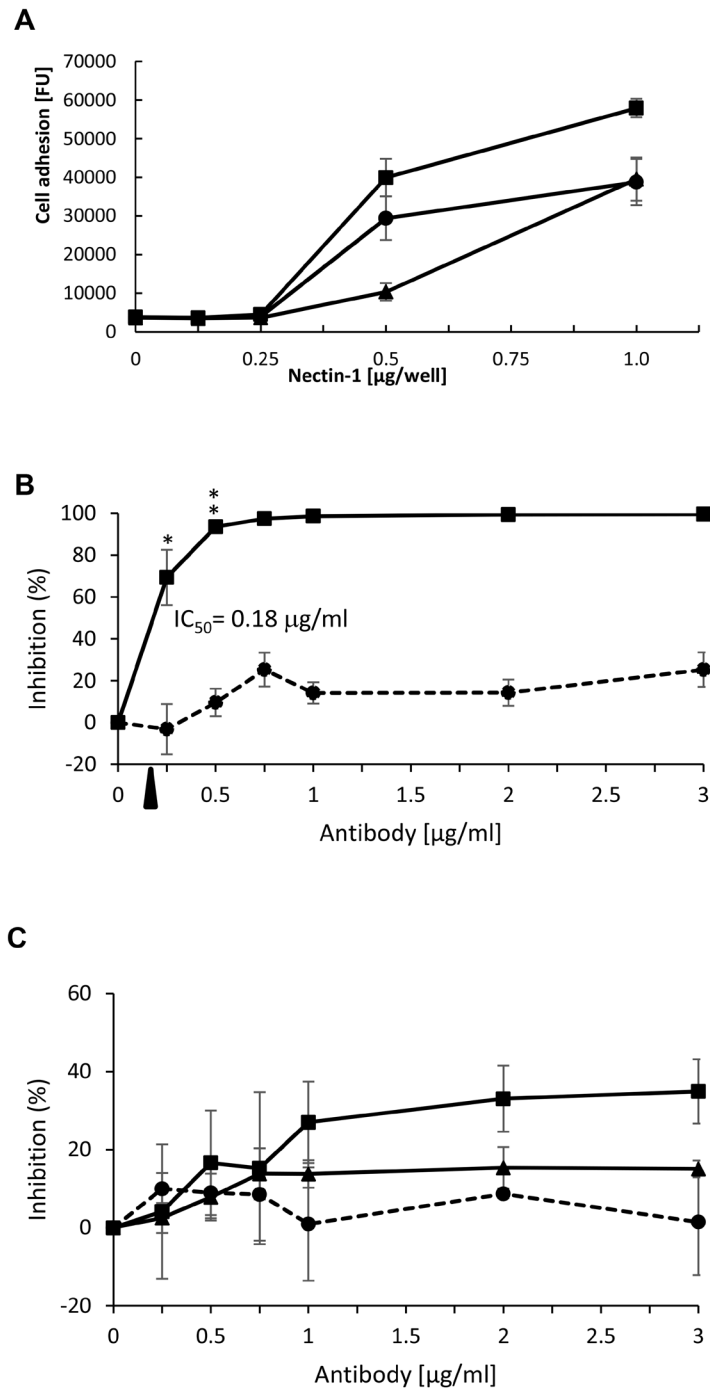 A
70000
60000
50000
40000
30000
20000
10000
0
Cell adhesion [FU]
0 0.25 0.5 0.75 1.0
Nectin-1 [µg/well]
B
100
80
60
40
20
0
-20
Inhibition (%)
*
*
*
IC50= 0.18 µg/ml
0 0.5 1 2 2.5 3
Antibody [µg/ml]
C
60
40
20
0
-20
Inhibition (%)
0 0.5 1 1.5 2 2.5 3
Antibody [µg/ml]